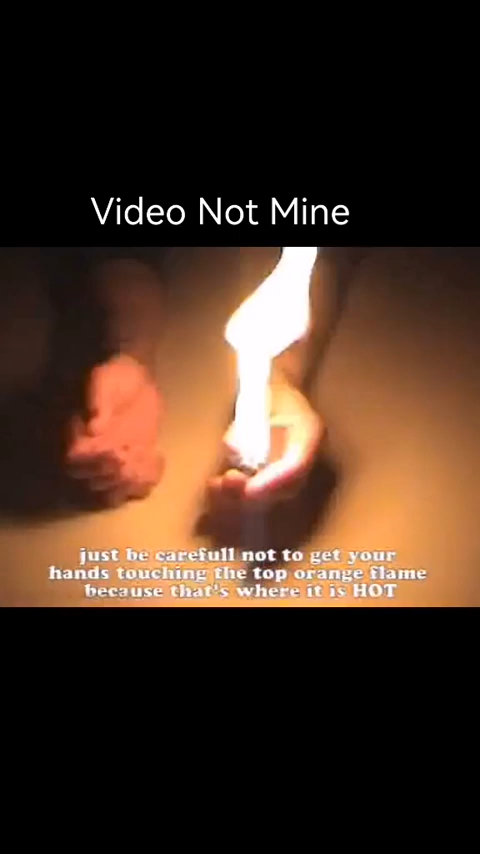 Video Not Mine
just be carefull not to get your
hands touching the top orange flame
because that's where it is HOT